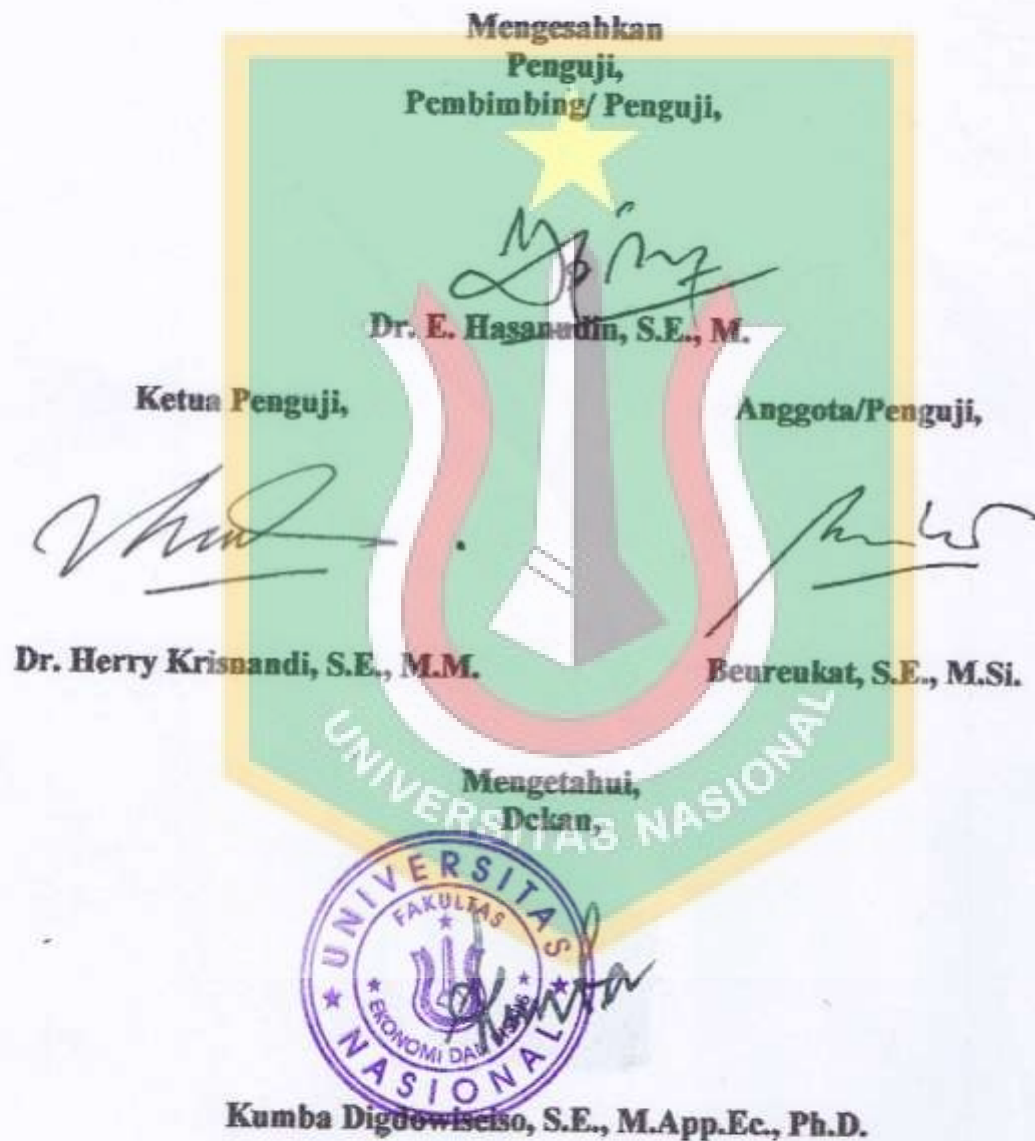 Mengesahkan
Penguji,
Pembimbing/ Penguji,
Dr. E. Hasanudin, S.E., M.
Ketua Penguji,
Anggota/Penguji,
Dr. Herry Krisnandi, S.E., M.M.
Beureukat, S.E., M.Si.
UNIVERSITAS NASIONAL
Mengetahui,
Dekan,
UNIVERSITAS NASIONAL
FAKULTAS
EKONOMI DAN
Kumba Digdowiseiso, S.E., M.App.Ec., Ph.D.